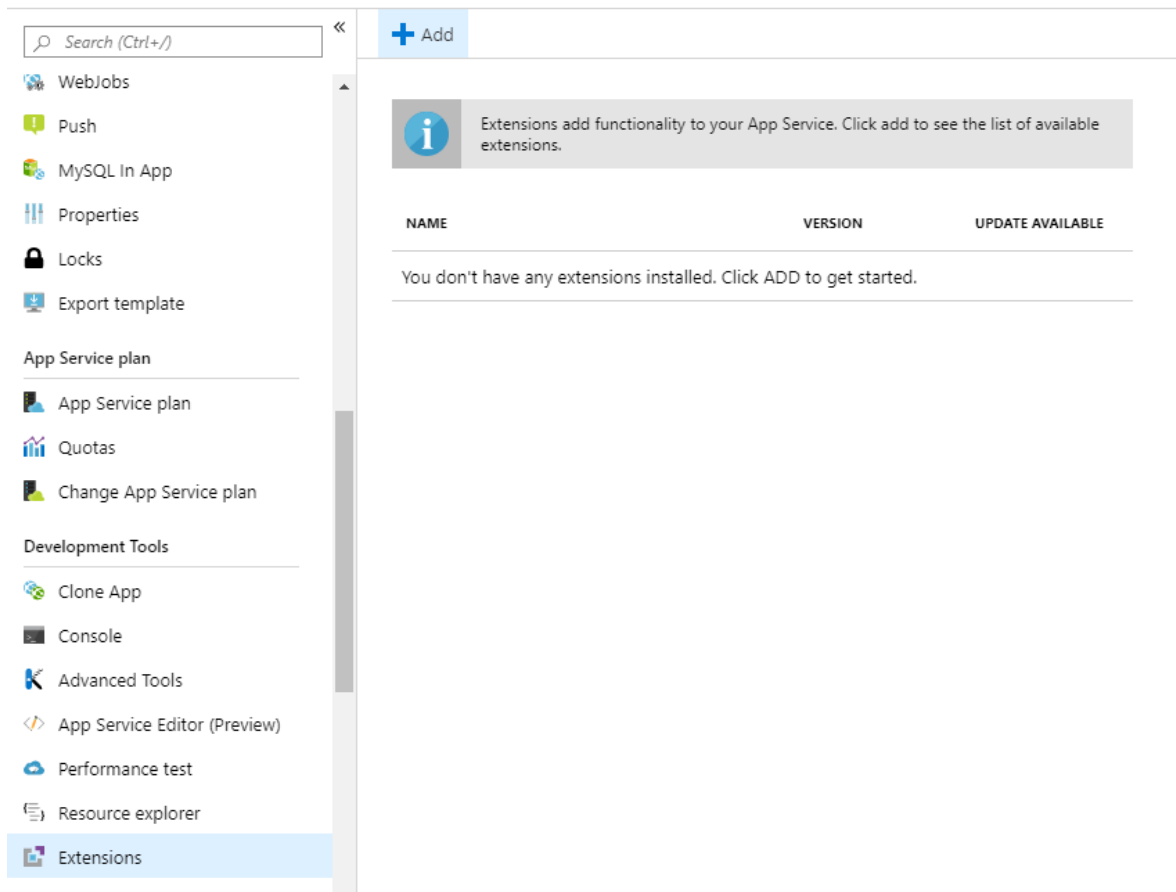 Search (Ctrl+/)
WebJobs
Push
MySQL In App
Properties
Locks
Export template
App Service plan
App Service plan
Quotas
Change App Service plan
Development Tools
Clone App
Console
Advanced Tools
App Service Editor (Preview)
Performance test
Resource explorer
Extensions
Add
Extensions add functionality to your App Service. Click add to see the list of available
extensions.
NAME VERSION UPDATE AVAILABLE
You don't have any extensions installed. Click ADD to get started.